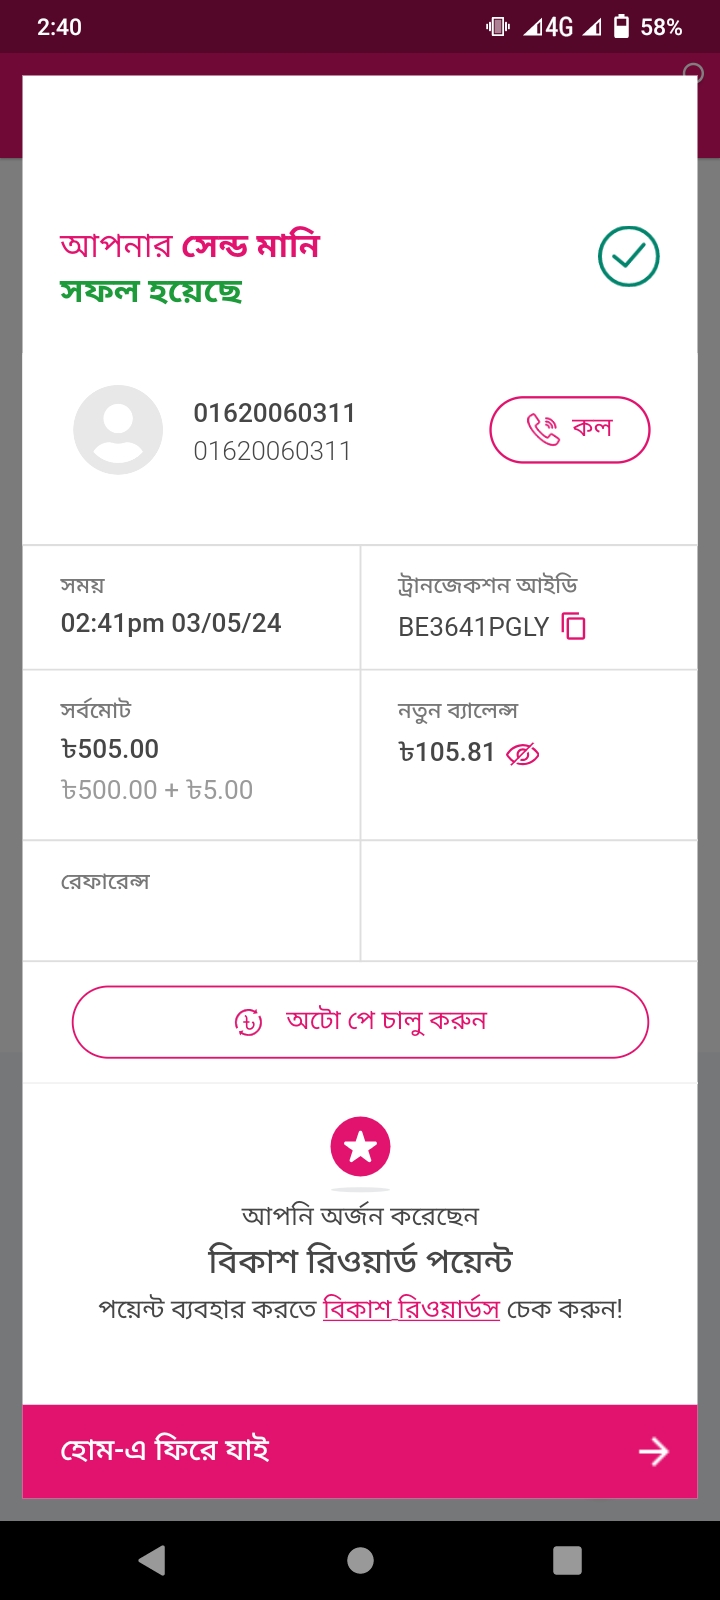 2:40 4G 58%
আপনার সেন্ড মানি
সফল হয়েছে
01620060311
01620060311
কল
সময়
02:41pm 03/05/24
ট্রানজেকশন আইডি
BE3641PGLY
সর্বমোট
৳505.00
৳500.00 + ৳5.00
নতুন ব্যালেন্স
৳105.81
রেফারেন্স
অটো পে চালু করুন
আপনি অর্জন করেছেন
বিকাশ রিওয়ার্ড পয়েন্ট
পয়েন্ট ব্যবহার করতে বিকাশ রিওয়ার্ডস চেক করুন!
হোম-এ ফিরে যাই